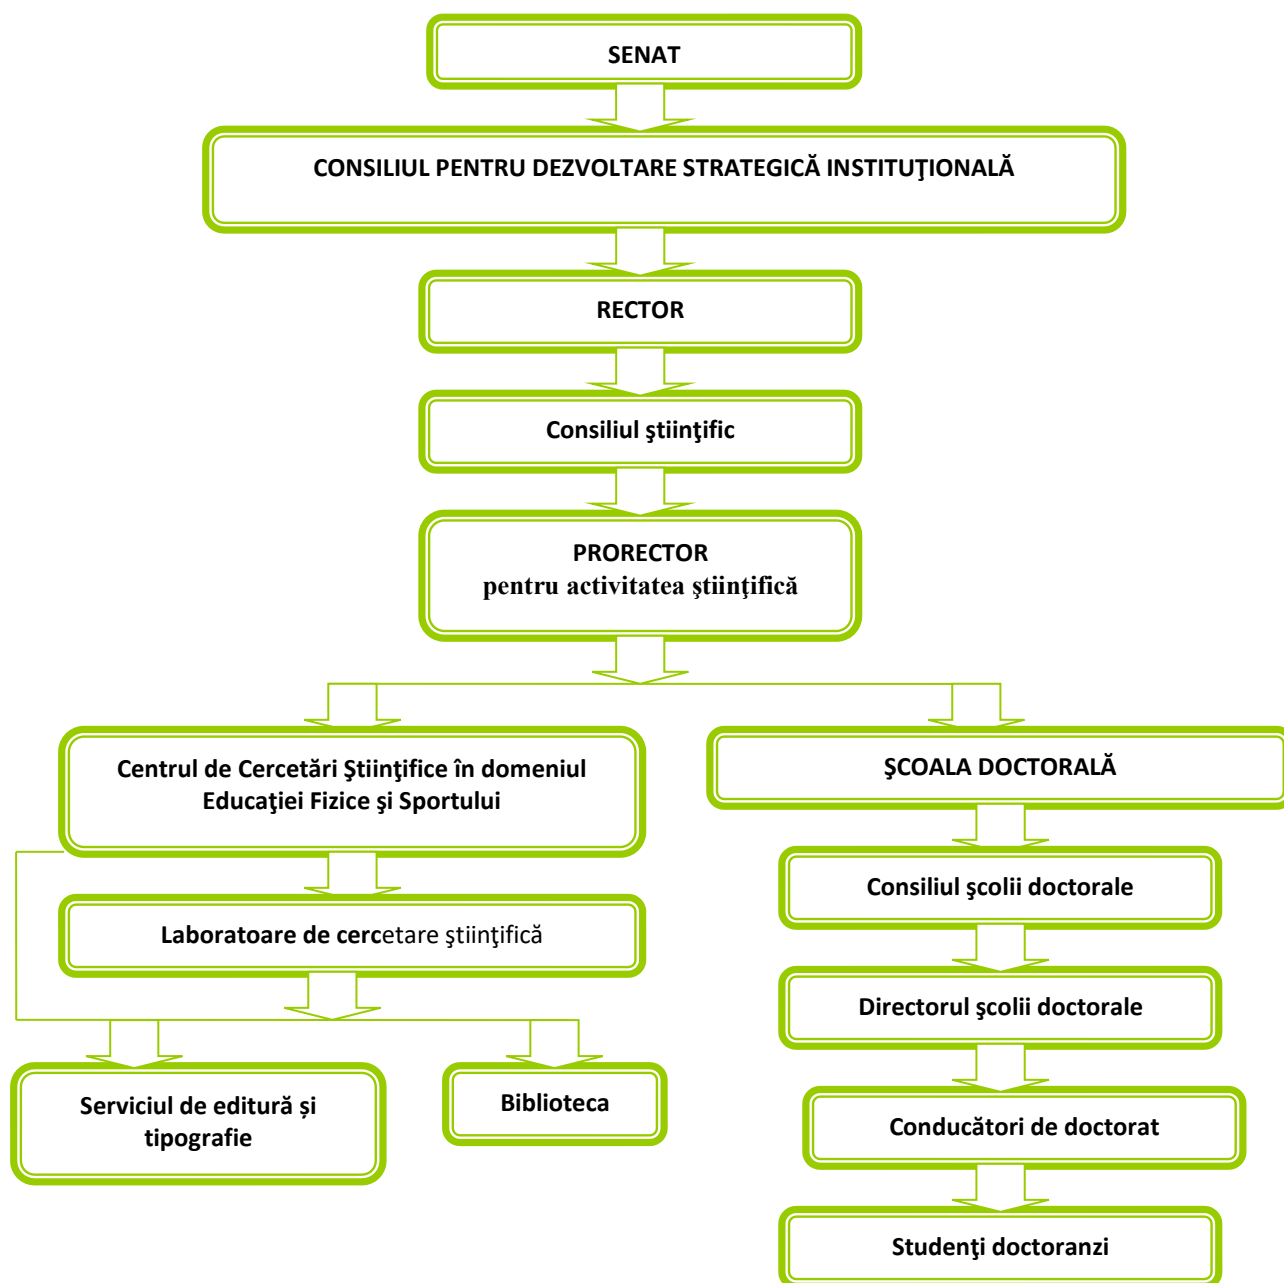 SENAT
CONSILIUL PENTRU DEZVOLTARE STRATEGICĂ INSTITUŢIONALĂ
RECTOR
Consiliul ştiinţific
PRORECTOR
pentru activitatea ştiinţifică
Centrul de Cercetări Ştiinţifice în domeniul
Educaţiei Fizice şi Sportului
Laboratoare de cercetare ştiinţifică
Serviciul de editură și
tipografie
Biblioteca
ŞCOALA DOCTORALĂ
Consiliul şcolii doctorale
Directorul şcolii doctorale
Conducători de doctorat
Studenţi doctoranzi